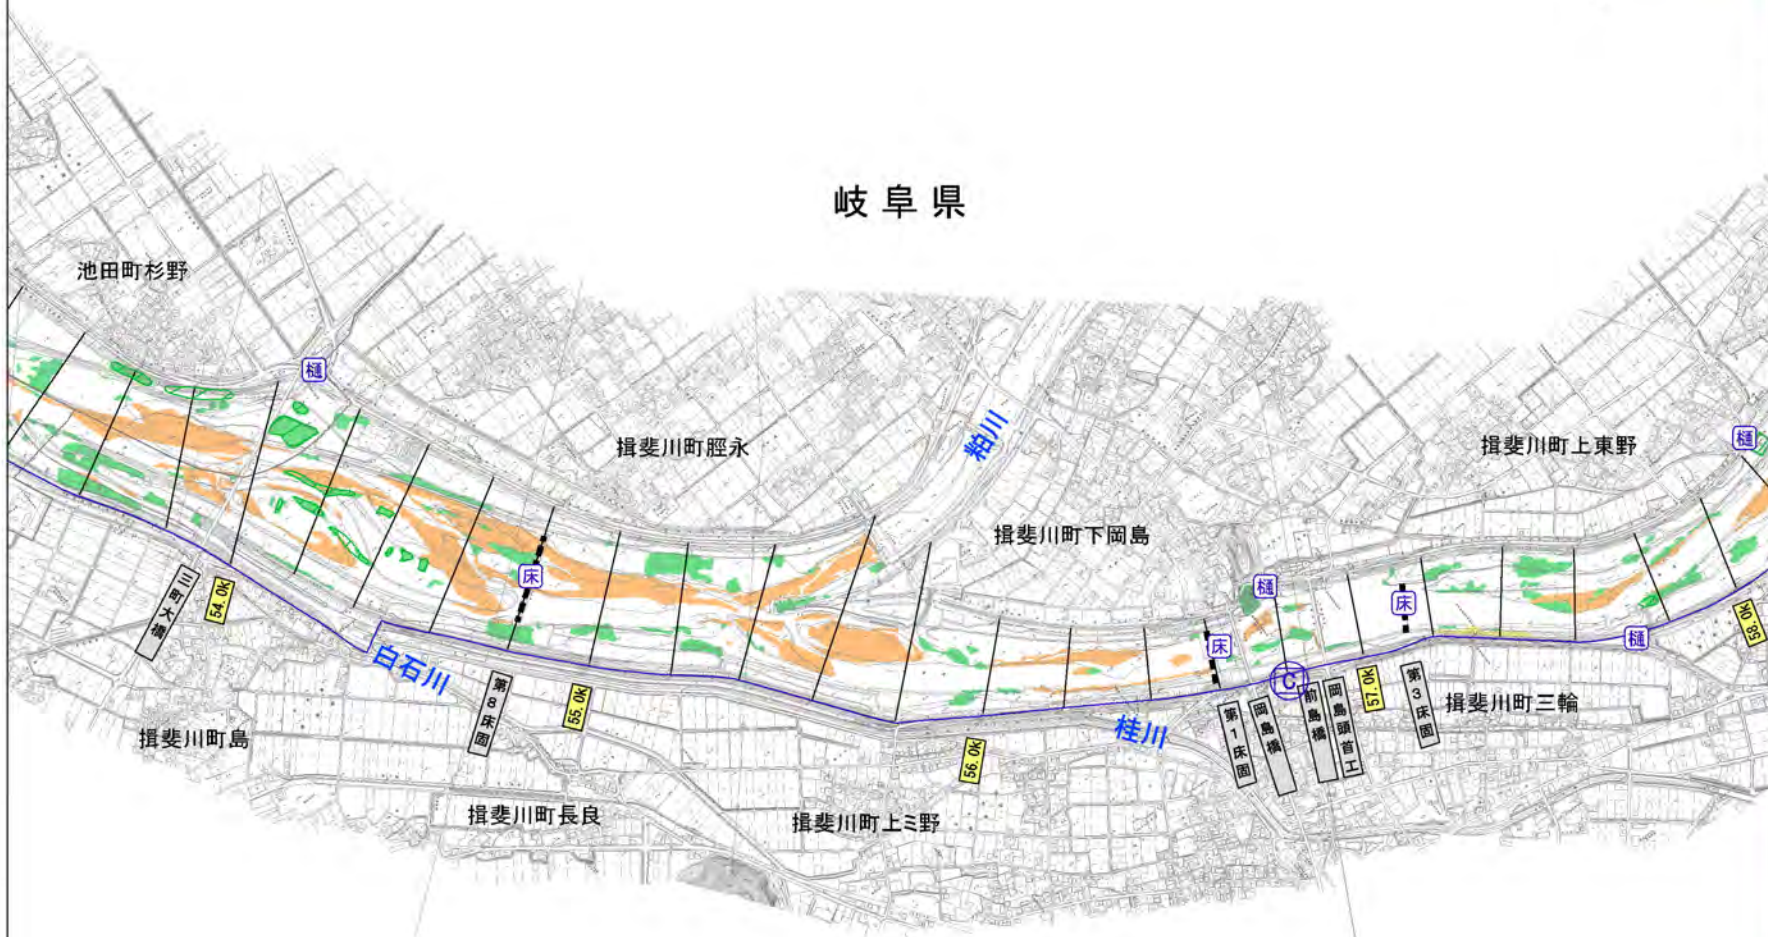 岐阜県
池田町杉野
樋
揖斐川町脛永
粕川
揖斐川町上東野
樋
揖斐川町下岡島
床
樋
床
三町大橋
54.0K
床
樋
58.0K
白石川
第8床固
55.0K
C
前島橋
岡島頭首工
57.0K
第3床固
揖斐川町三輪
揖斐川町島
桂川
第1床固
岡島橋
56.0K
揖斐川町長良
揖斐川町上ミ野